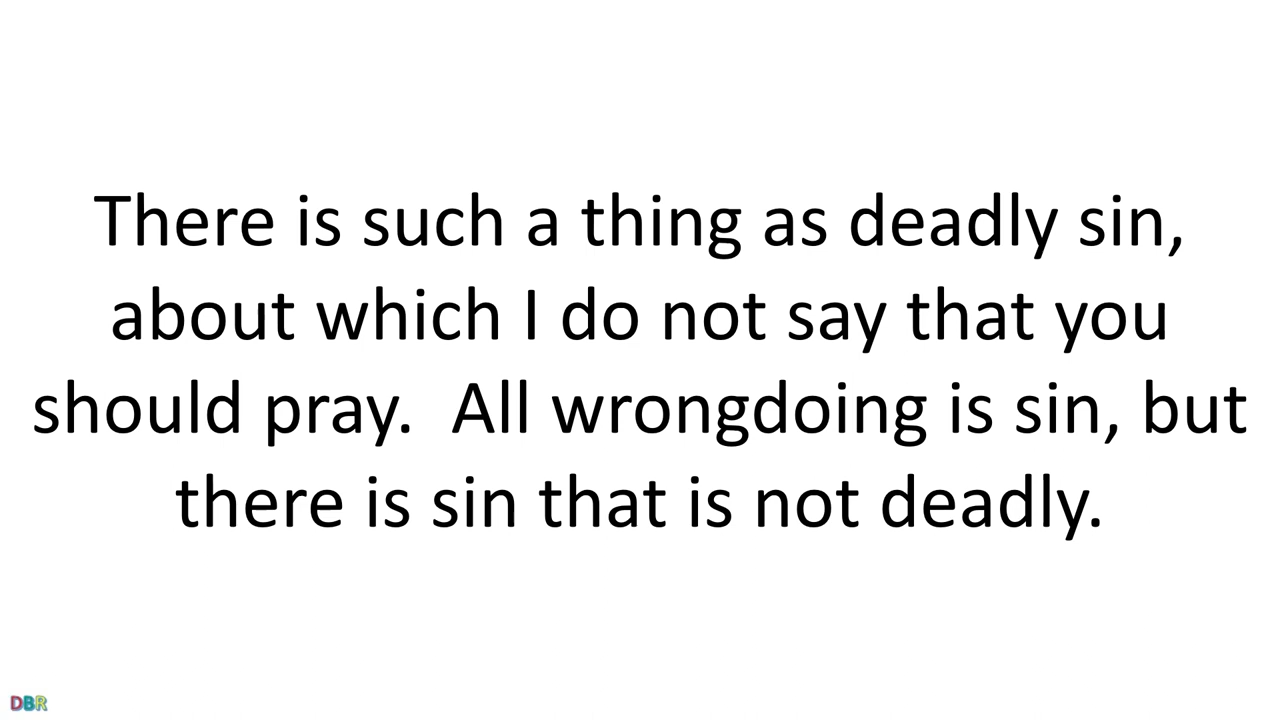 There is such a thing as deadly sin,
about which I do not say that you
should pray.  All wrongdoing is sin, but
there is sin that is not deadly.
DBR